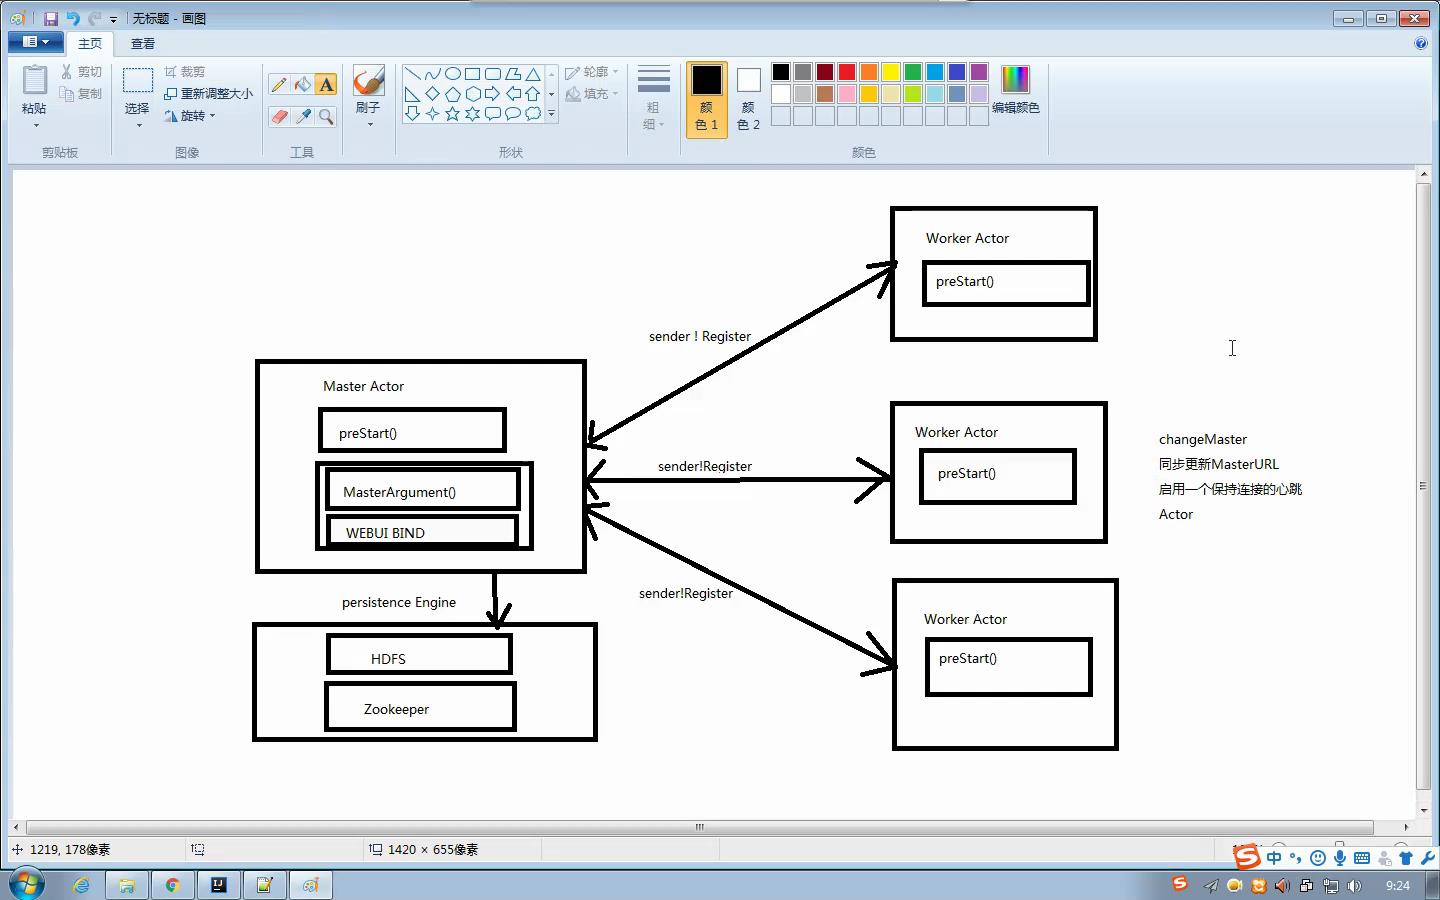 无标题 - 画图
主页
查看
粘贴
剪切
复制
剪贴板
选择
裁剪
重新调整大小
旋转
图像
A
工具
刷子
轮廓
填充
形状
粗
细
颜
色 1
颜
色 2
编辑颜色
颜色
Worker Actor
preStart()
sender ! Register
Master Actor
preStart()
MasterArgument()
WEBUI BIND
sender!Register
Worker Actor
preStart()
changeMaster
同步更新MasterURL
启用一个保持连接的心跳
Actor
persistence Engine
HDFS
Zookeeper
sender!Register
Worker Actor
preStart()
1219, 178像素
1420 × 655像素
中
9:24